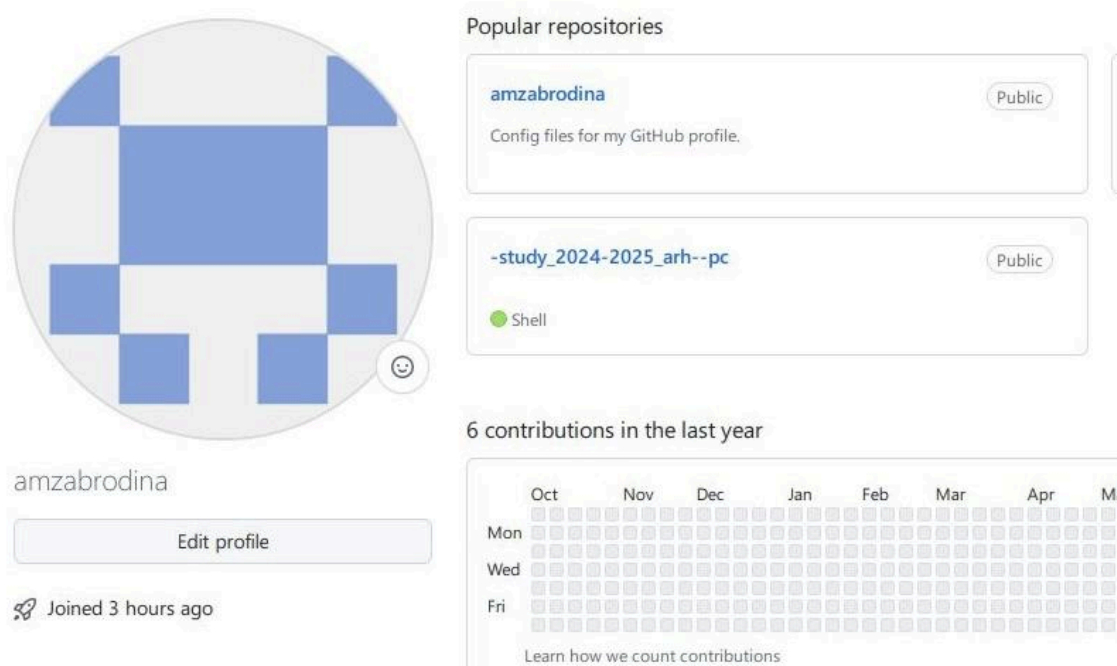 Popular repositories
amzabrodina
Public
Config files for my GitHub profile.
-study_2024-2025_arh--pc
Public
Shell
6 contributions in the last year
amzabrodina
Edit profile
Joined 3 hours ago
Oct Nov Dec Jan Feb Mar Apr M
Mon
Wed
Fri
Learn how we count contributions